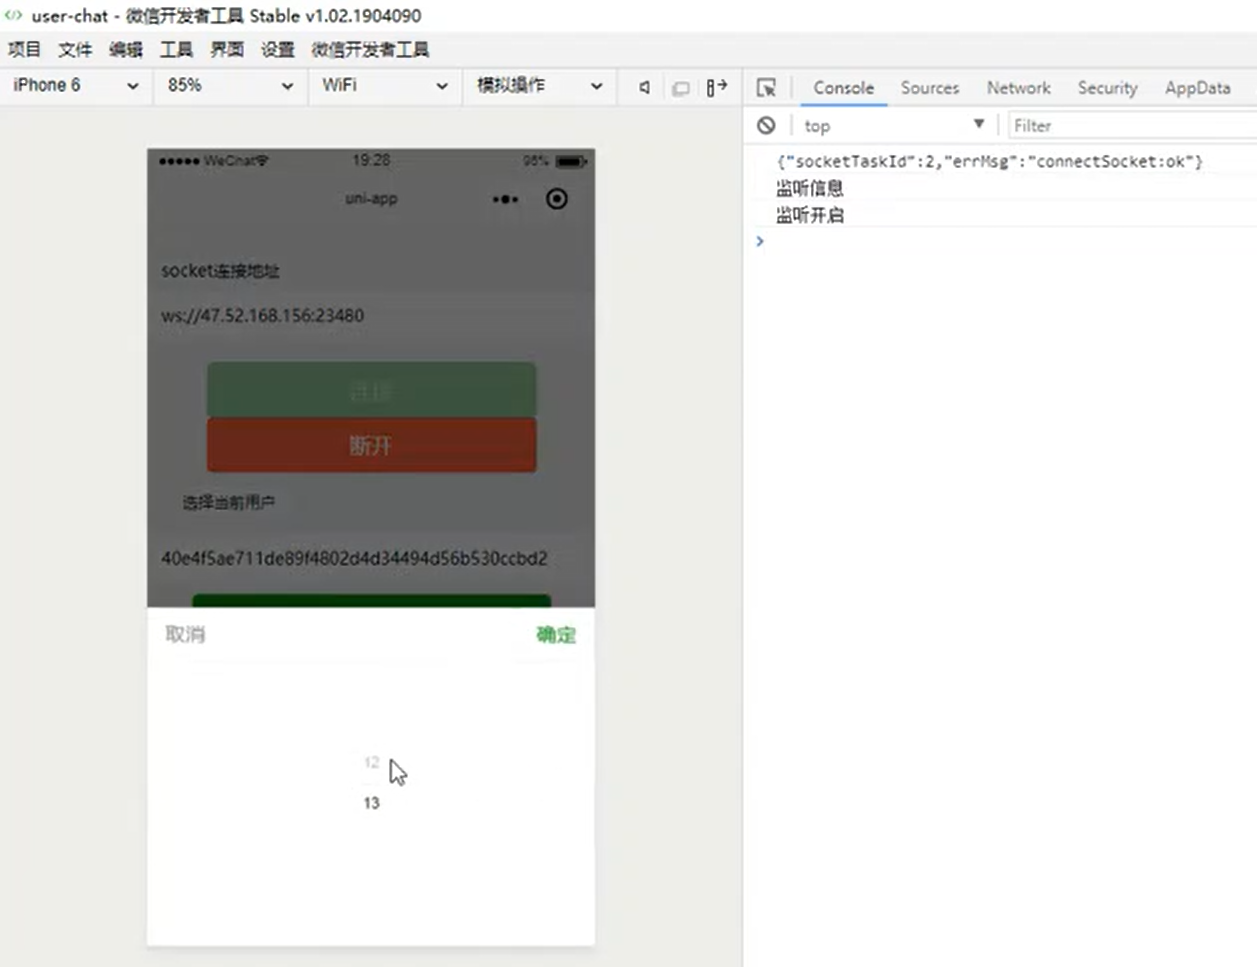 user-chat - 微信开发者工具 Stable v1.02.1904090
项目 文件 编辑 工具 界面 设置 微信开发者工具
iPhone 6 85% WiFi 模拟操作
Console Sources Network Security AppData
top Filter
{"socketTaskId":2,"errMsg":"connectSocket:ok"}
监听信息
监听开启
WeChat 19:28 98%
uni-app
socket连接地址
ws://47.52.168.156:23480
连接
断开
选择当前用户
40e4f5ae711de89f4802d4d34494d56b530ccbd2
取消 确定
12
13